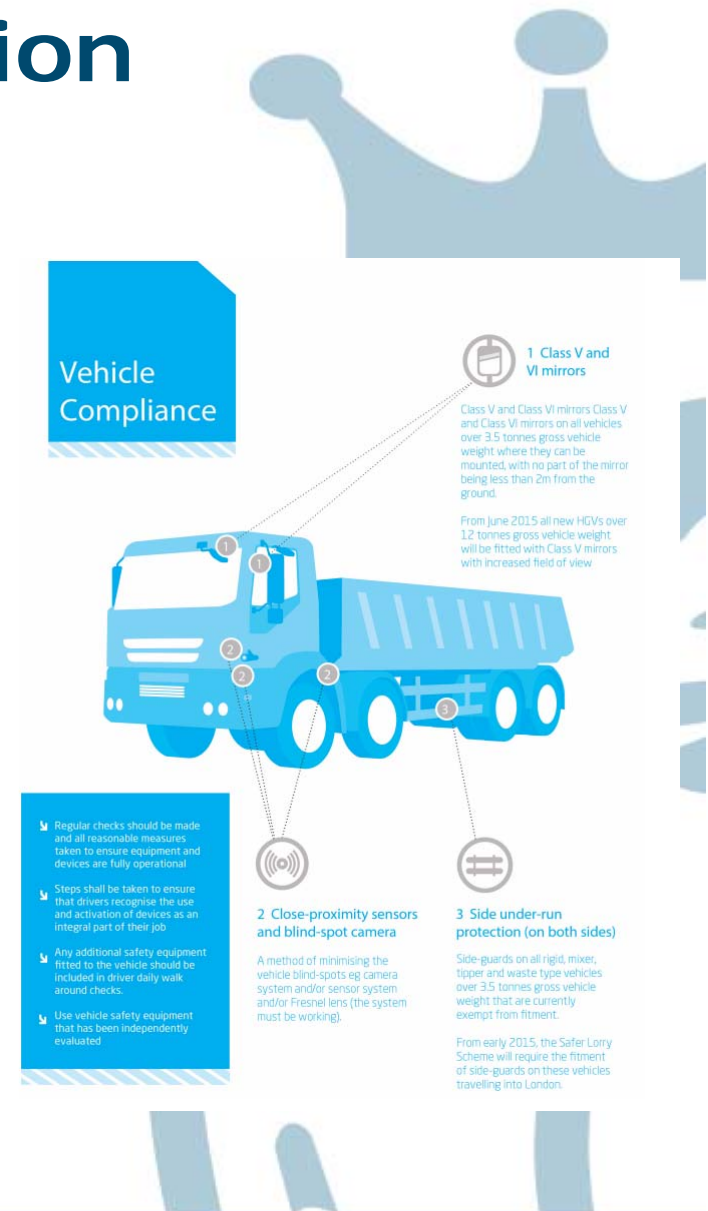 ion
Vehicle
Compliance
1 Class V and
VI mirrors
Class V and Class VI mirrors Class V
and Class VI mirrors on all vehicles
over 3.5 tonnes gross vehicle
weight where they can be
mounted, with no part of the mirror
being less than 2m from the
ground.
From June 2015 all new HGVs over
12 tonnes gross vehicle weight
will be fitted with Class V mirrors
with increased field of view
1
1
2
2
2
3
Regular checks should be made
and all reasonable measures
taken to ensure equipment and
devices are fully operational
Steps shall be taken to ensure
that drivers recognise the use
and activation of devices as an
integral part of their job
Any additional safety equipment
fitted to the vehicle should be
included in driver daily walk
around checks.
Use vehicle safety equipment
that has been independently
evaluated
2 Close-proximity sensors
and blind-spot camera
A method of minimising the
vehicle blind-spots eg camera
system and/or sensor system
and/or Fresnel lens (the system
must be working).
3 Side under-run
protection (on both sides)
Side-guards on all rigid, mixer,
tipper and waste type vehicles
over 3.5 tonnes gross vehicle
weight that are currently
exempt from fitment.
From early 2015, the Safer Lorry
Scheme will require the fitment
of side-guards on these vehicles
travelling into London.